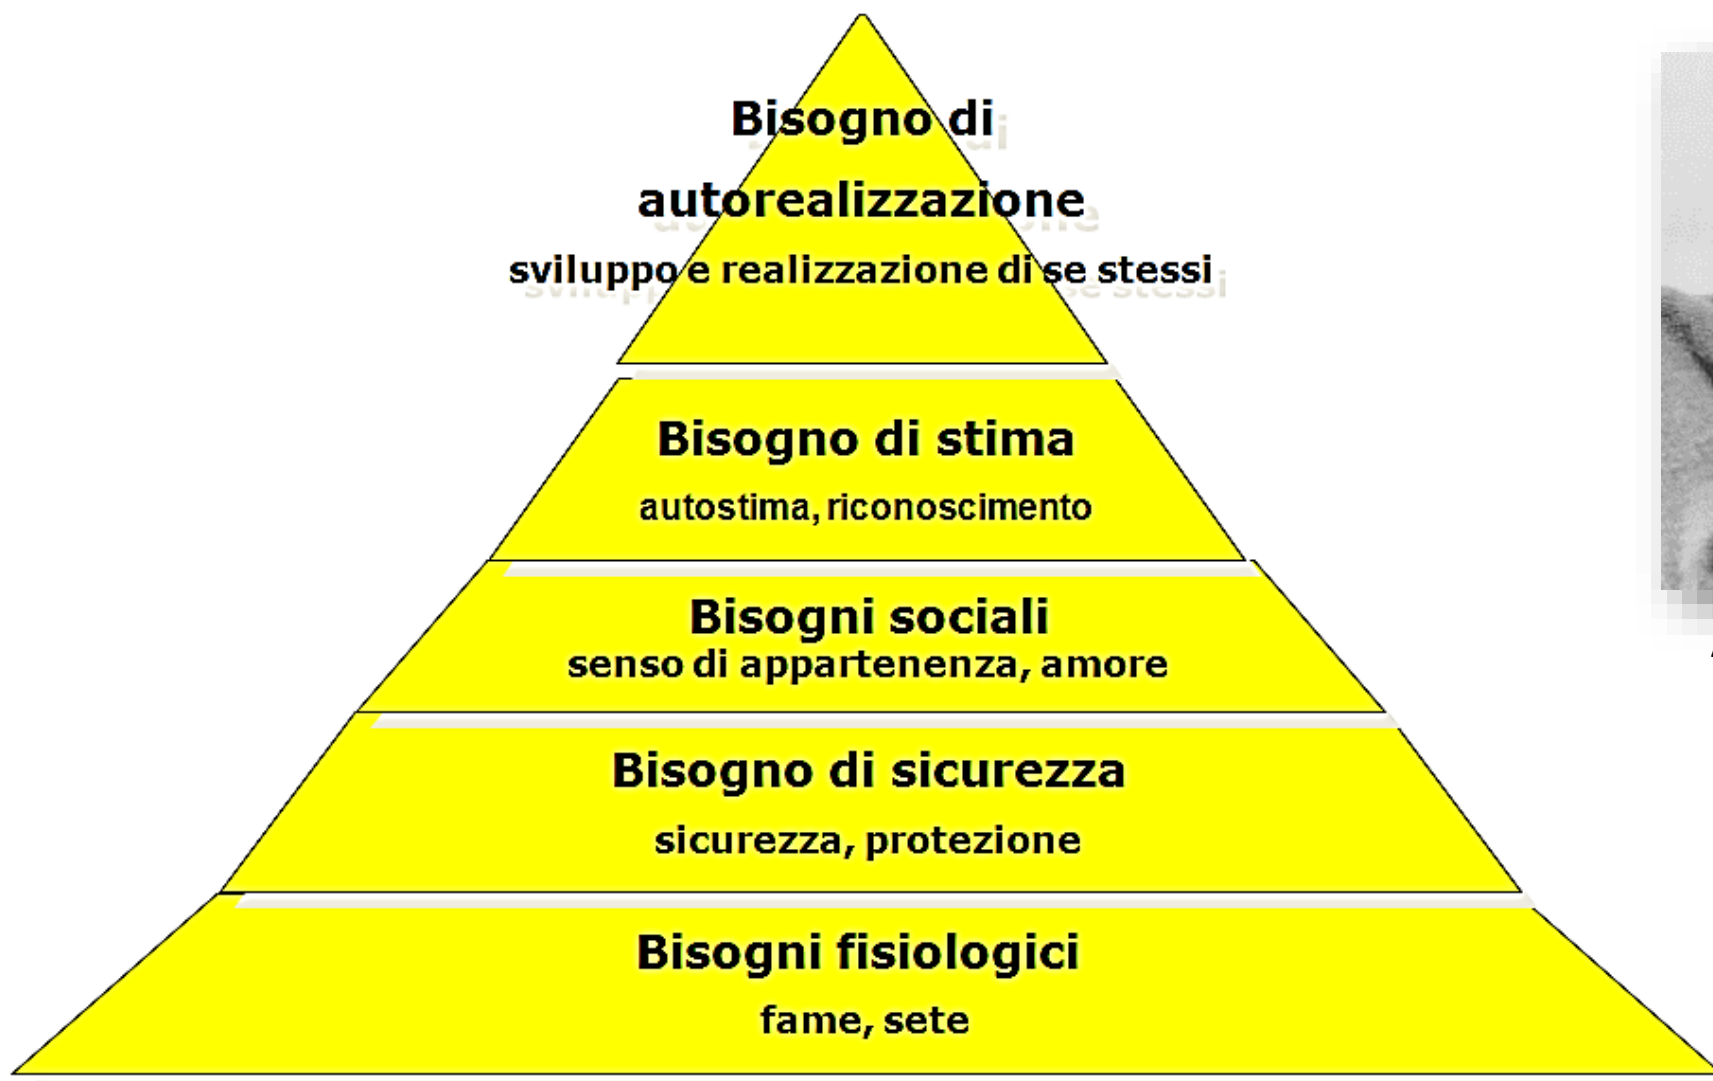 Bisogno di
autorealizzazione
sviluppo e realizzazione di se stessi
Bisogno di stima
autostima, riconoscimento
Bisogni sociali
senso di appartenenza, amore
Bisogno di sicurezza
sicurezza, protezione
Bisogni fisiologici
fame, sete